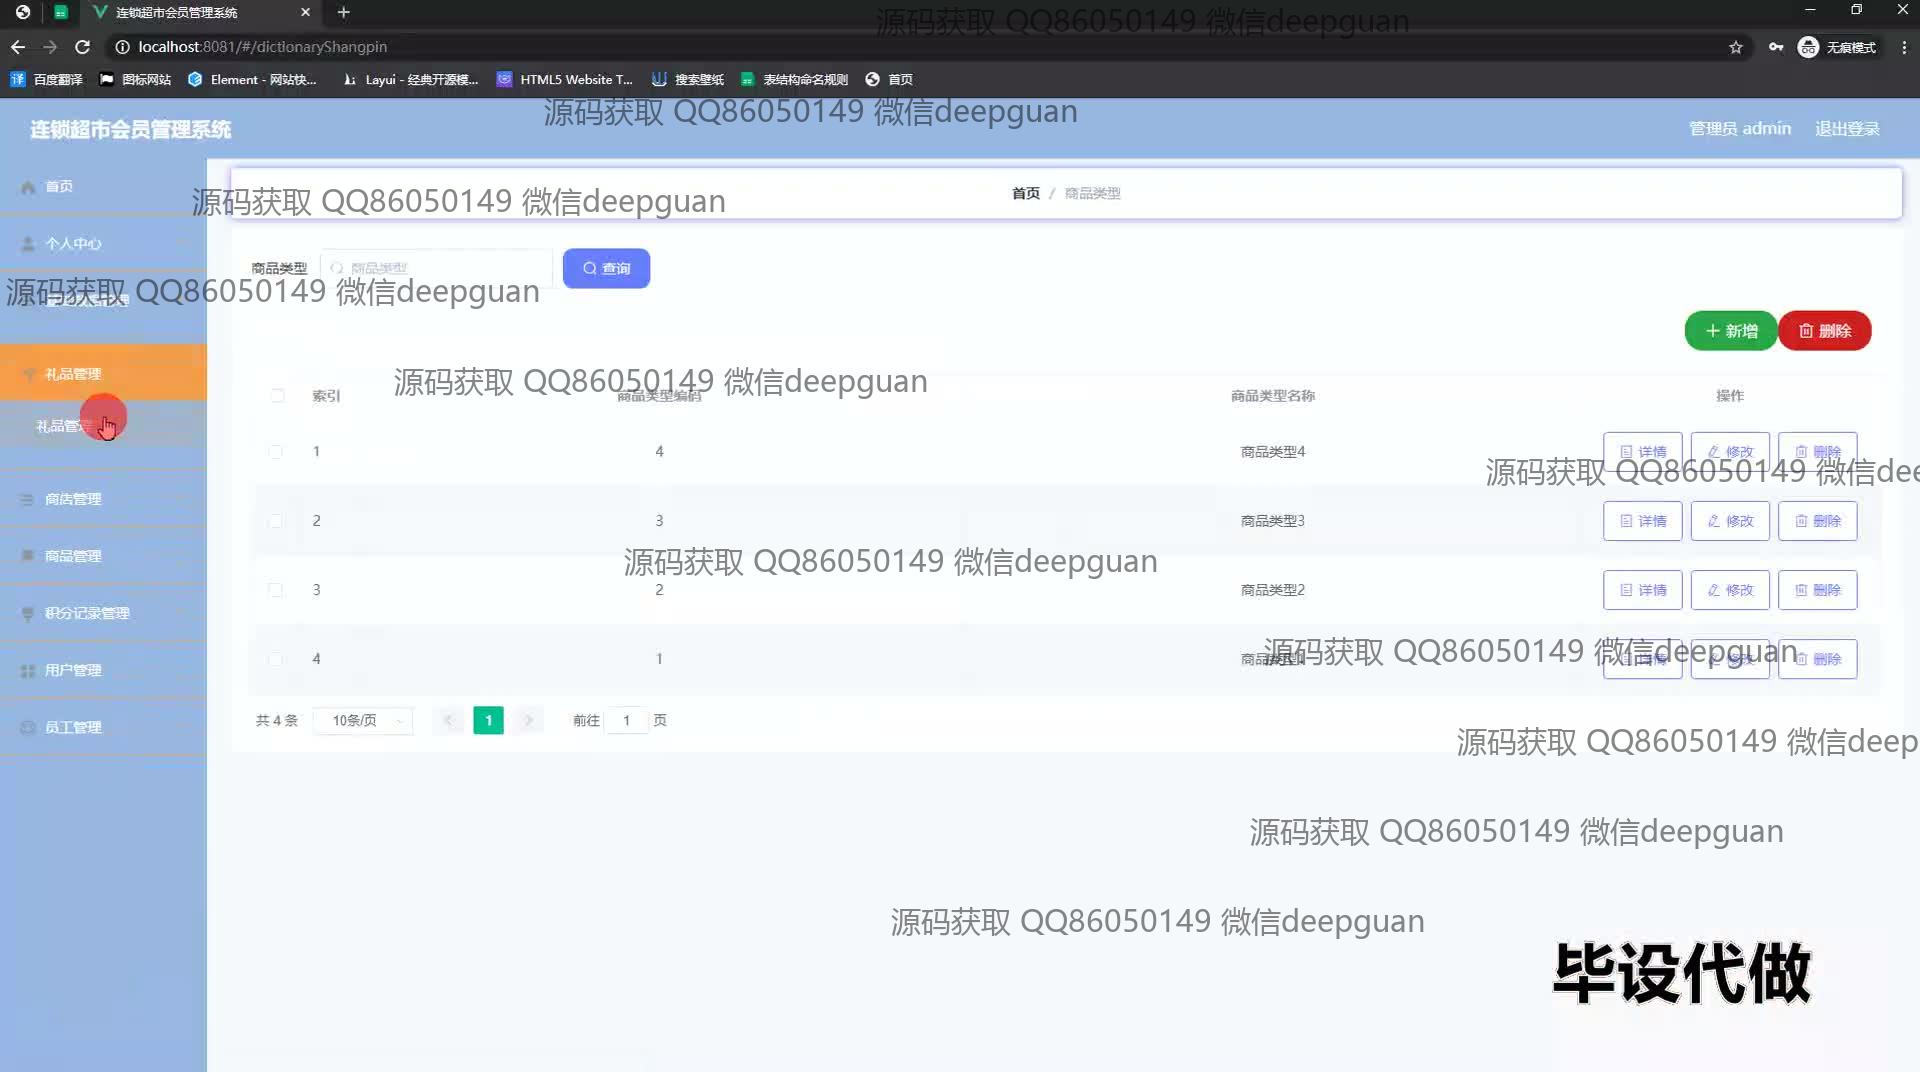 连锁超市会员管理系统
localhost:8081/#/dictionaryShangpin
无痕模式
百度翻译
图标网站
Element - 网站快...
Layui - 经典开源模...
HTML5 Website T...
搜索壁纸
表结构命名规则
首页
源码获取 QQ86050149 微信deepguan
源码获取 QQ86050149 微信deepguan
连锁超市会员管理系统
管理员 admin
退出登录
首页
个人中心
礼品管理
礼品管
商店管理
商品管理
积分记录管理
用户管理
员工管理
源码获取 QQ86050149 微信deepguan
首页 / 商品类型
商品类型
商品类型
查询
源码获取 QQ86050149 微信deepguan
新增
删除
源码获取 QQ86050149 微信deepguan
索引 商品类型编码 商品类型名称 操作
1 4 商品类型4 详情 修改 删除
源码获取 QQ86050149 微信dee
2 3 商品类型3 详情 修改 删除
源码获取 QQ86050149 微信deepguan
3 2 商品类型2 详情 修改 删除
4 1 商品 详情 修改 删除
源码获取 QQ86050149 微信deepguan
共 4 条 10条/页 1 前往 1 页
源码获取 QQ86050149 微信deep
源码获取 QQ86050149 微信deepguan
源码获取 QQ86050149 微信deepguan
毕设代做